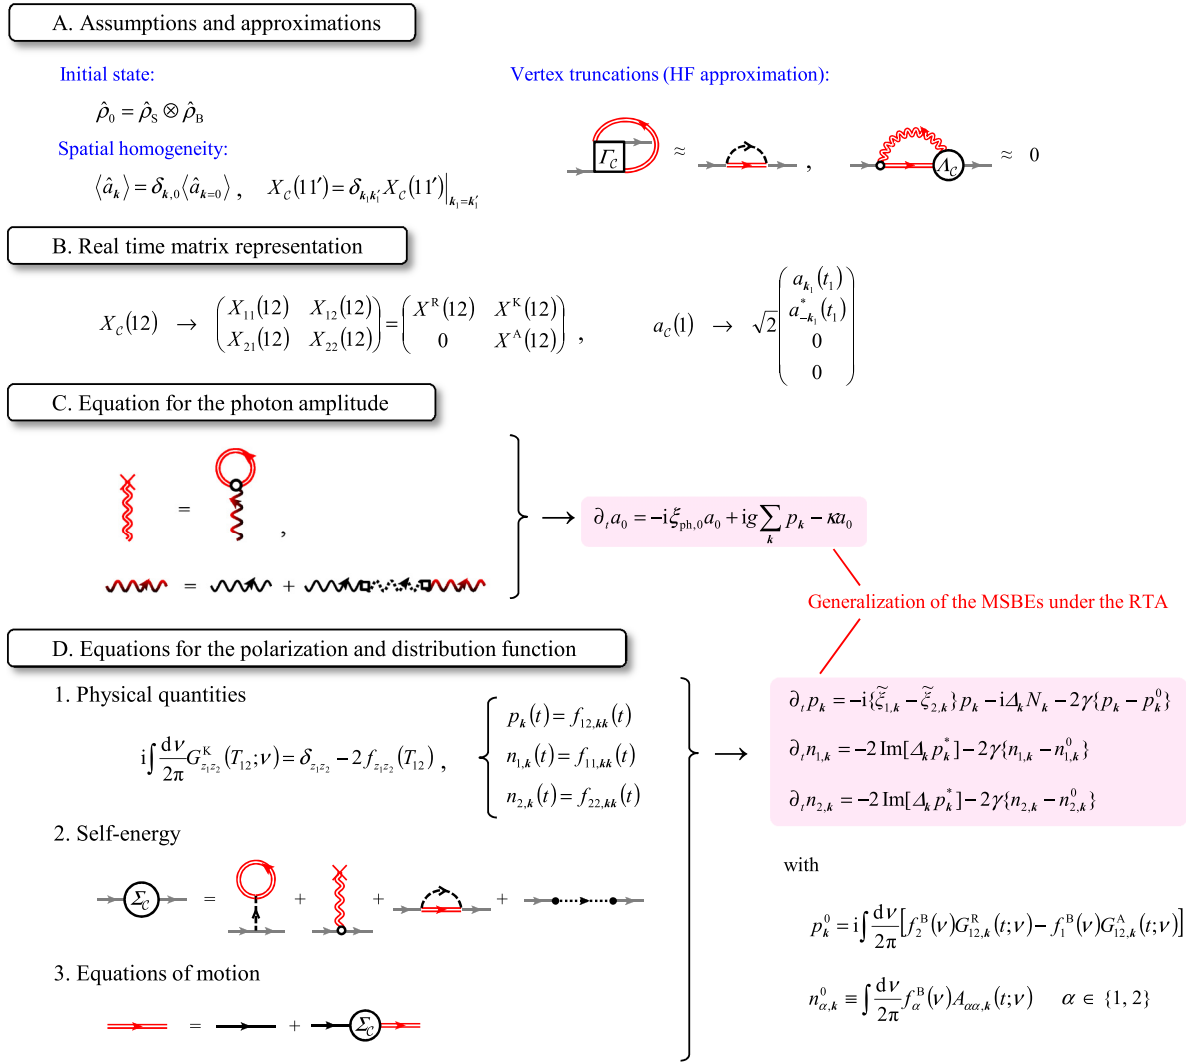 A. Assumptions and approximations
Initial state:
ρ̂₀ = ρ̂_S ⊗ ρ̂_B
Spatial homogeneity:
⟨â_k⟩ = δ_{k,0}⟨â_{k=0}⟩ , X_C(11′) = δ_{k₁k₁′} X_C(11′)|_{k₁=k₁′}
Vertex truncations (HF approximation):
Γ_C ≈ , Λ_C ≈ 0
B. Real time matrix representation
X_C(12) → ( X₁₁(12) X₁₂(12) ; X₂₁(12) X₂₂(12) ) = ( X^R(12) X^K(12) ; 0 X^A(12) ) , a_C(1) → √2 ( a_{k₁}(t₁) ; a*_{−k₁}(t₁) ; 0 ; 0 )
C. Equation for the photon amplitude
= ,
= +
→ ∂_t a₀ = −iξ_{ph,0}a₀ + ig∑_k p_k − κa₀
Generalization of the MSBEs under the RTA
D. Equations for the polarization and distribution function
1. Physical quantities
i∫dν/2π G^K_{z₁z₂}(T₁₂;ν) = δ_{z₁z₂} − 2f_{z₁z₂}(T₁₂) ,
p_k(t) = f_{12,kk}(t)
n_{1,k}(t) = f_{11,kk}(t)
n_{2,k}(t) = f_{22,kk}(t)
2. Self-energy
Σ_C = + + +
3. Equations of motion
= + Σ_C
→
∂_t p_k = −i{ξ̃_{1,k} − ξ̃_{2,k}}p_k − iΔ_k N_k − 2γ{p_k − p_k⁰}
∂_t n_{1,k} = −2 Im[Δ_k p_k*] − 2γ{n_{1,k} − n⁰_{1,k}}
∂_t n_{2,k} = −2 Im[Δ_k p_k*] − 2γ{n_{2,k} − n⁰_{2,k}}
with
p_k⁰ = i∫dν/2π [f₂^B(ν)G^R_{12,k}(t;ν) − f₁^B(ν)G^A_{12,k}(t;ν)]
n⁰_{α,k} ≡ ∫dν/2π f_α^B(ν)A_{αα,k}(t;ν) α ∈ {1, 2}